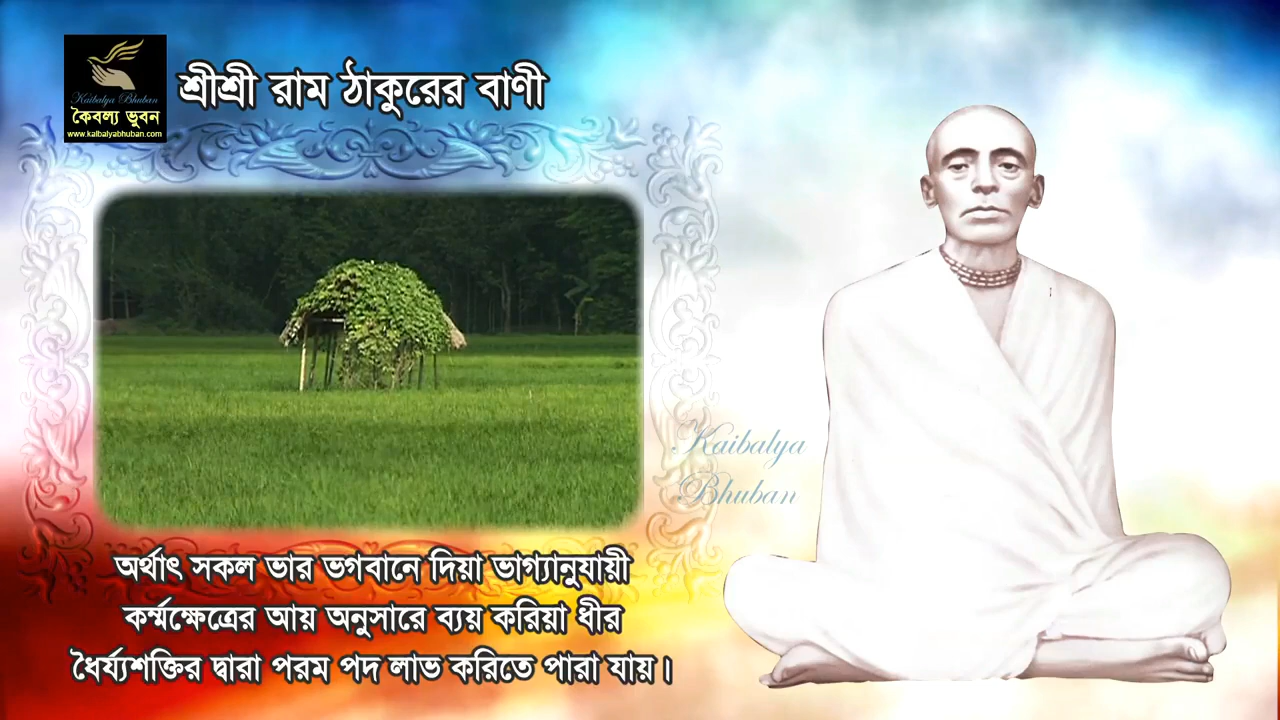 শ্রীশ্রী রাম ঠাকুরের বাণী
Kaibalya Bhuban
কৈবল্য ভুবন
www.kaibalyabhuban.com
Kaibalya
Bhuban
অর্থাৎ সকল ভার ভগবানে দিয়া ভাগ্যানুযায়ী
কর্ম্মক্ষেত্রের আয় অনুসারে ব্যয় করিয়া ধীর
ধৈর্য্যশক্তির দ্বারা পরম পদ লাভ করিতে পারা যায়।